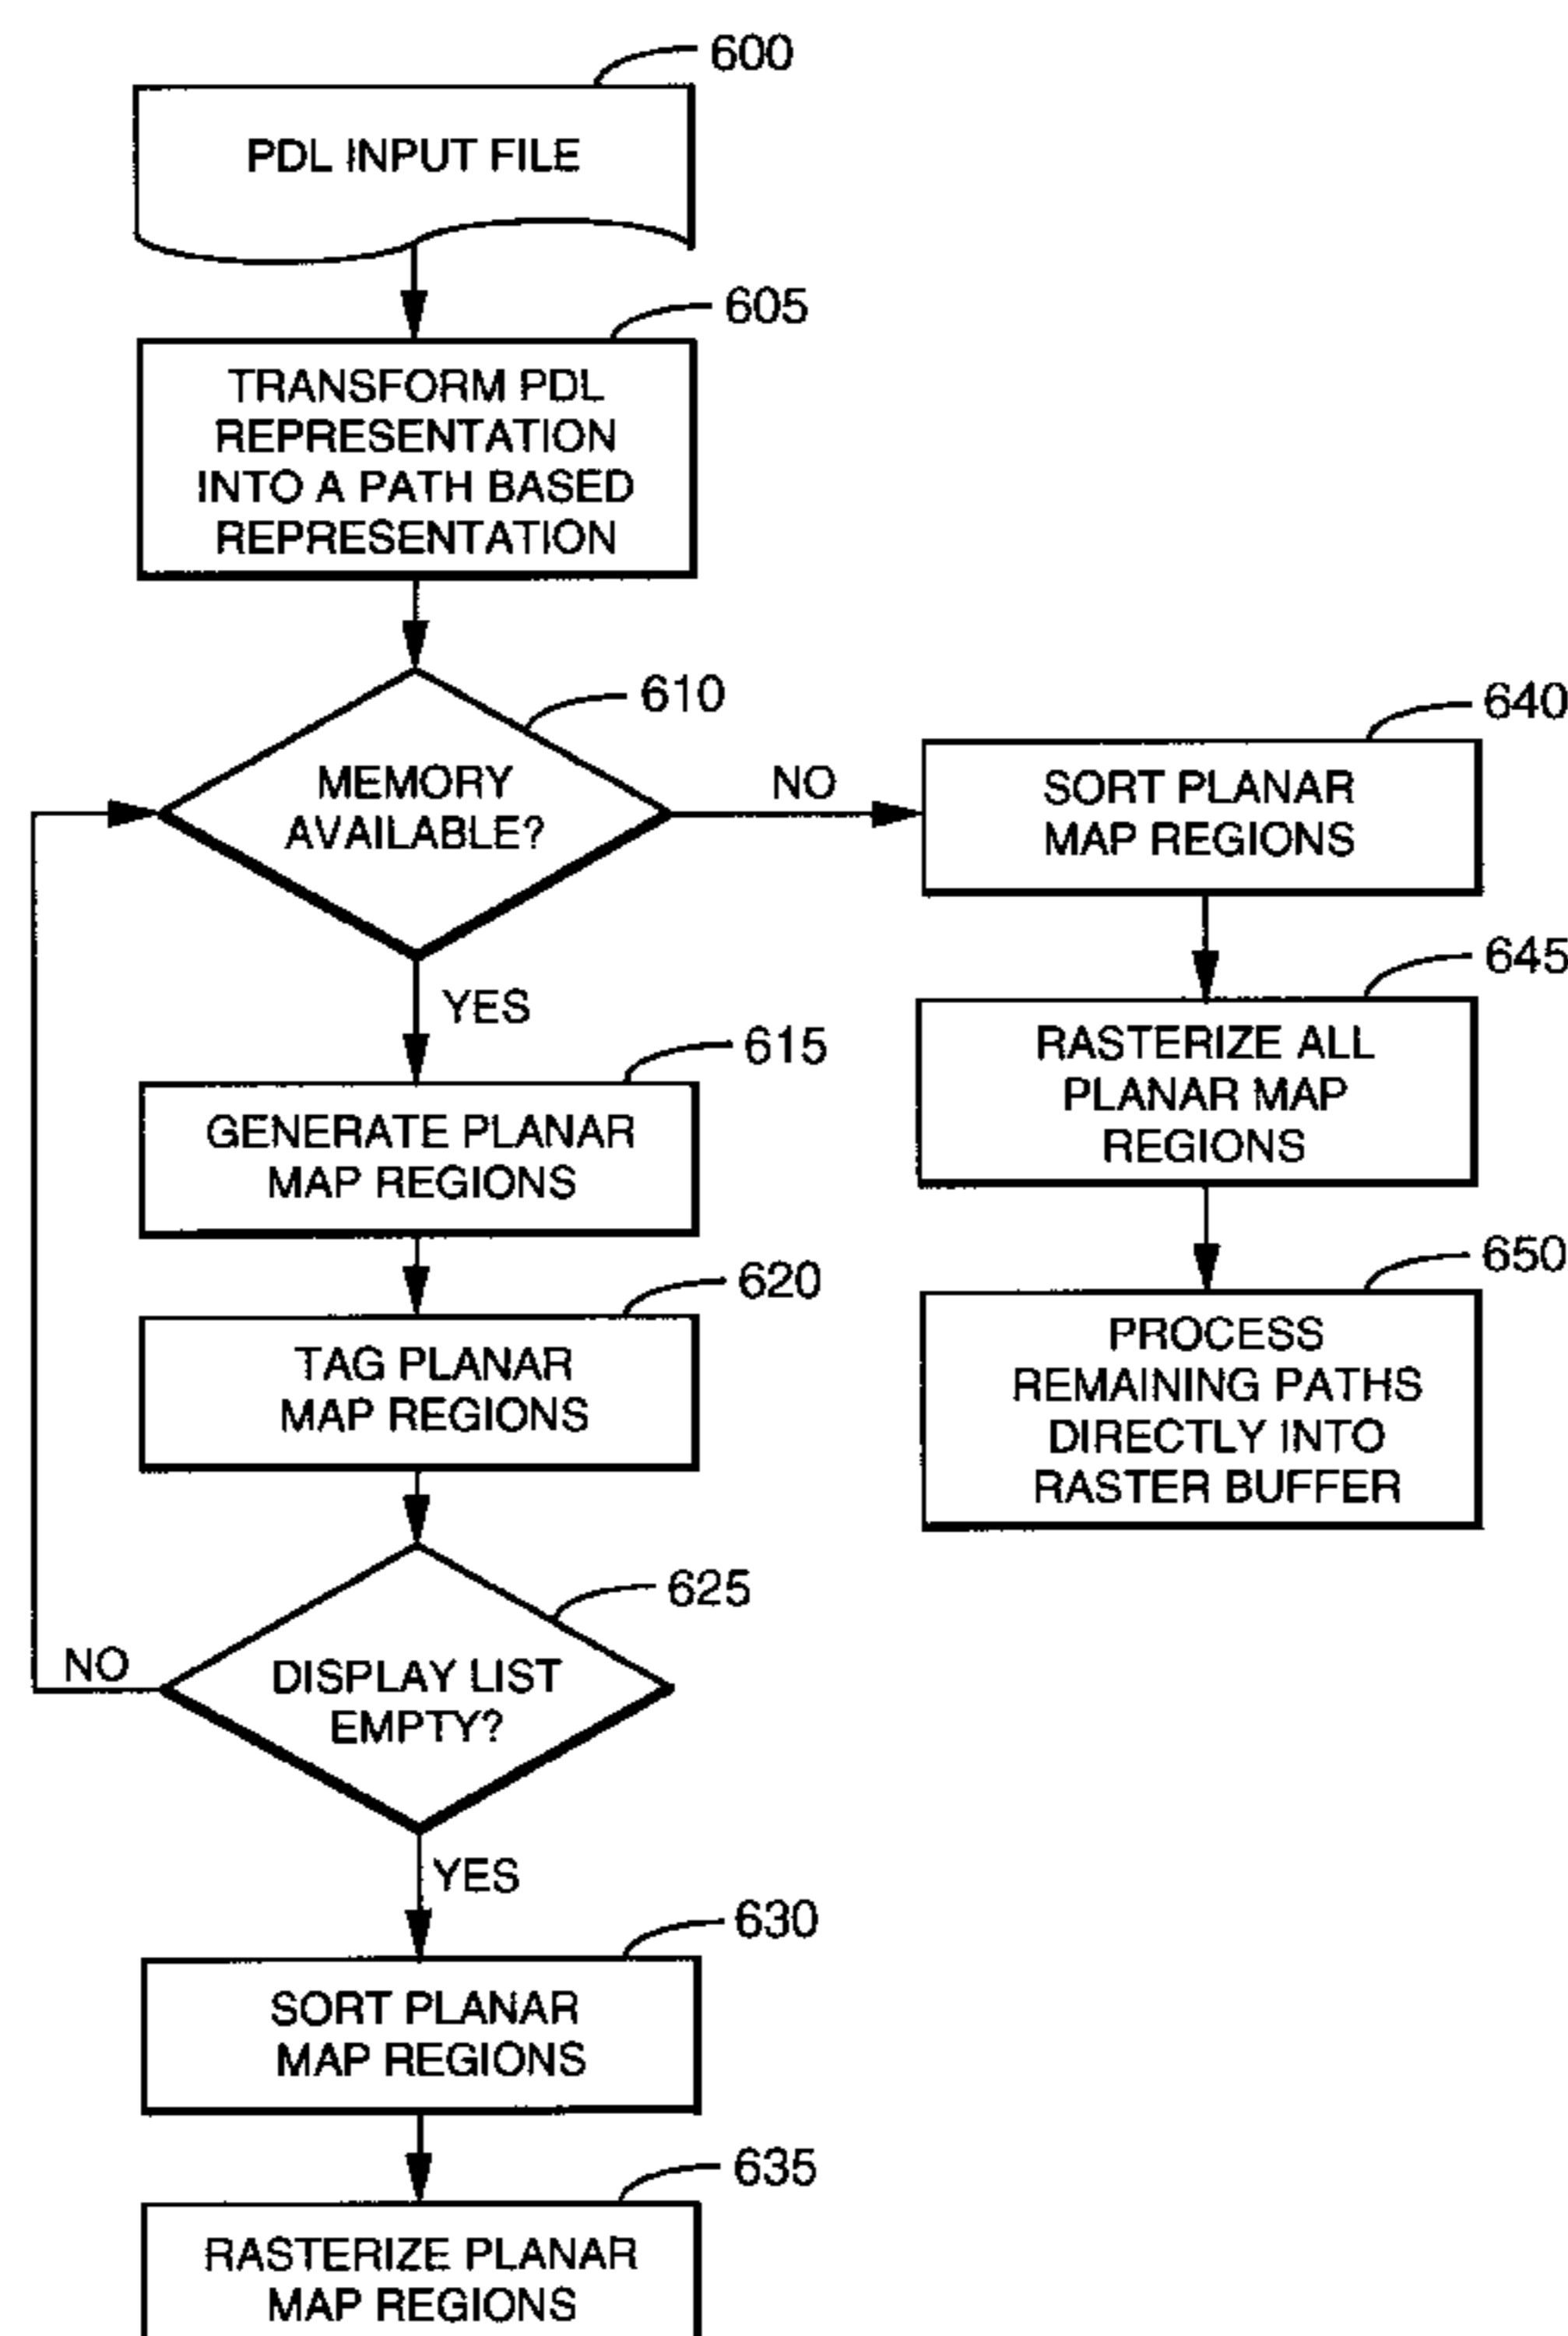 600
PDL INPUT FILE
605
TRANSFORM PDL
REPRESENTATION
INTO A PATH BASED
REPRESENTATION
610
MEMORY
AVAILABLE?
NO
YES
640
SORT PLANAR
MAP REGIONS
645
RASTERIZE ALL
PLANAR MAP
REGIONS
650
PROCESS
REMAINING PATHS
DIRECTLY INTO
RASTER BUFFER
615
GENERATE PLANAR
MAP REGIONS
620
TAG PLANAR
MAP REGIONS
625
DISPLAY LIST
EMPTY?
NO
YES
630
SORT PLANAR
MAP REGIONS
635
RASTERIZE PLANAR
MAP REGIONS